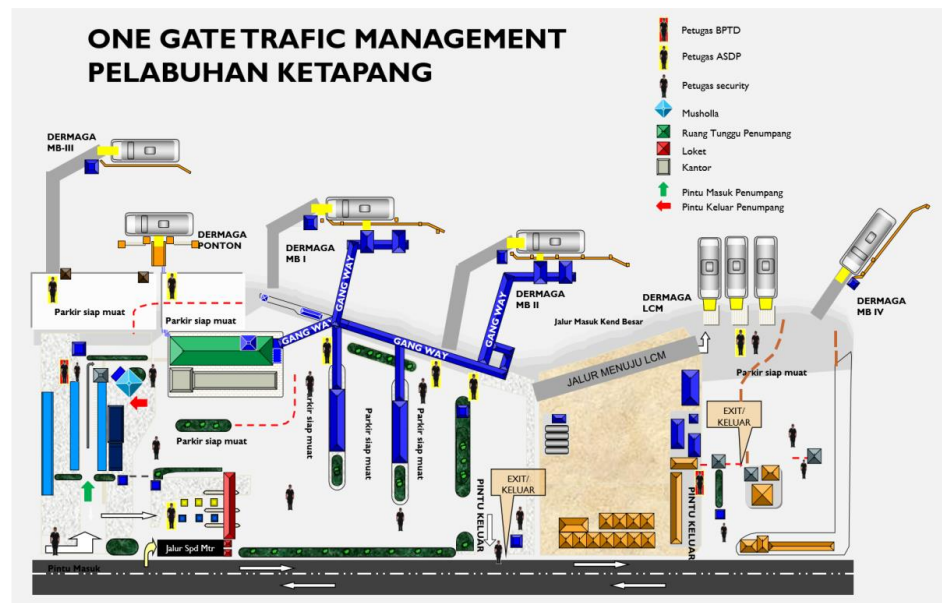 ONE GATE TRAFIC MANAGEMENT
PELABUHAN KETAPANG
Petugas BPTD
Petugas ASDP
Petugas security
Musholla
Ruang Tunggu Penumpang
Loket
Kantor
Pintu Masuk Penumpang
Pintu Keluar Penumpang
DERMAGA
MB-III
DERMAGA
PONTON
DERMAGA
MB I
DERMAGA
MB II
DERMAGA
LCM
DERMAGA
MB IV
GANG WAY
GANG WAY
GANG WAY
GANG WAY
Jalur Masuk Kend Besar
JALUR MENUJU LCM
Parkir siap muat
Parkir siap muat
Parkir siap muat
Parkir siap muat
Parkir siap muat
Parkir siap muat
Parkir siap muat
EXIT/
KELUAR
EXIT/
KELUAR
PINTU KELUAR
PINTU KELUAR
Jalur Spd Mtr
Pintu Masuk